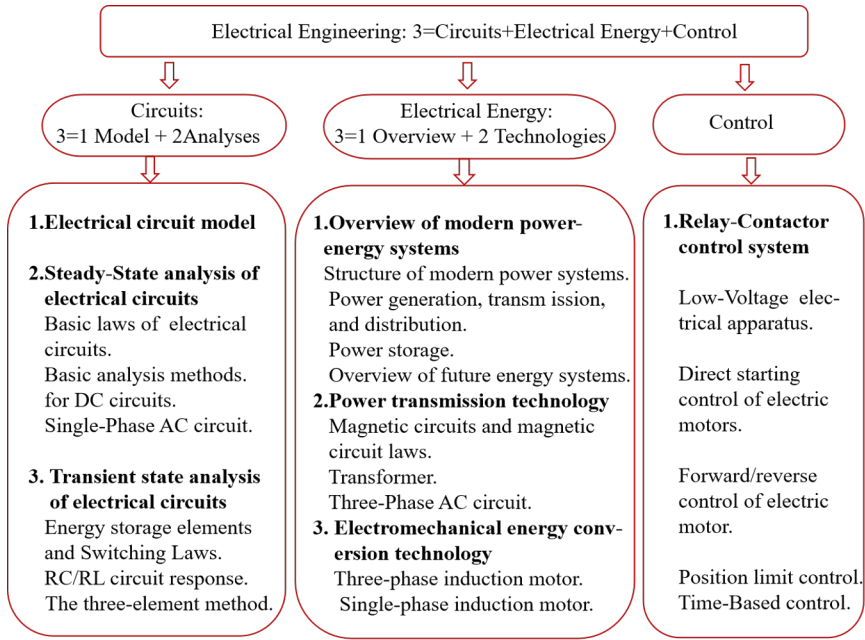 Electrical Engineering: 3=Circuits+Electrical Energy+Control
Circuits:
3=1 Model + 2Analyses
Electrical Energy:
3=1 Overview + 2 Technologies
Control
1.Electrical circuit model
2.Steady-State analysis of
electrical circuits
Basic laws of electrical
circuits.
Basic analysis methods.
for DC circuits.
Single-Phase AC circuit.
3. Transient state analysis
of electrical circuits
Energy storage elements
and Switching Laws.
RC/RL circuit response.
The three-element method.
1.Overview of modern power-
energy systems
Structure of modern power systems.
Power generation, transm ission,
and distribution.
Power storage.
Overview of future energy systems.
2.Power transmission technology
Magnetic circuits and magnetic
circuit laws.
Transformer.
Three-Phase AC circuit.
3. Electromechanical energy conv-
ersion technology
Three-phase induction motor.
Single-phase induction motor.
1.Relay-Contactor
control system
Low-Voltage elec-
trical apparatus.
Direct starting
control of electric
motors.
Forward/reverse
control of electric
motor.
Position limit control.
Time-Based control.